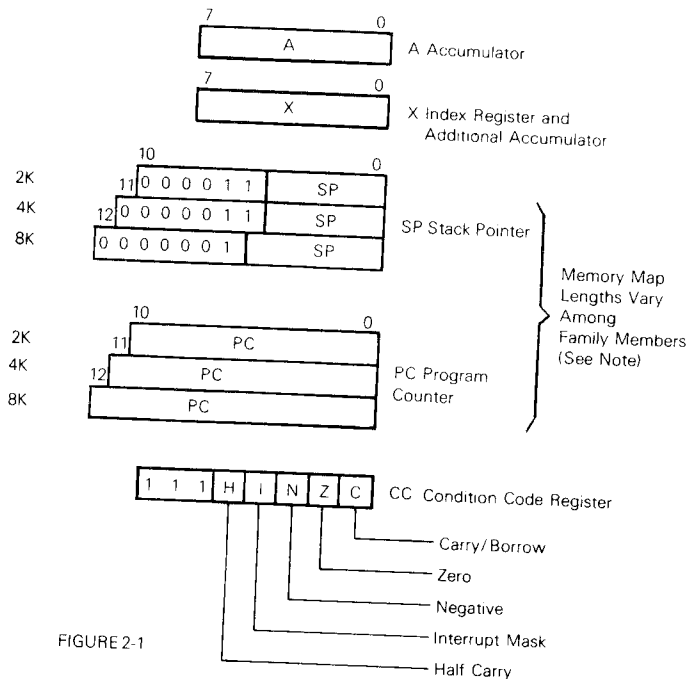 7 0
A A Accumulator
7 0
X X Index Register and
Additional Accumulator
10 0
2K 11 0 0 0 0 1 1 SP
4K 12 0 0 0 0 0 1 1 SP SP Stack Pointer
8K 0 0 0 0 0 0 1 SP
Memory Map
Lengths Vary
Among
Family Members
(See Note)
10 0
2K 11 PC
4K 12 PC PC Program
Counter
8K PC
1 1 1 H I N Z C CC Condition Code Register
Carry/Borrow
Zero
Negative
Interrupt Mask
Half Carry
FIGURE 2-1